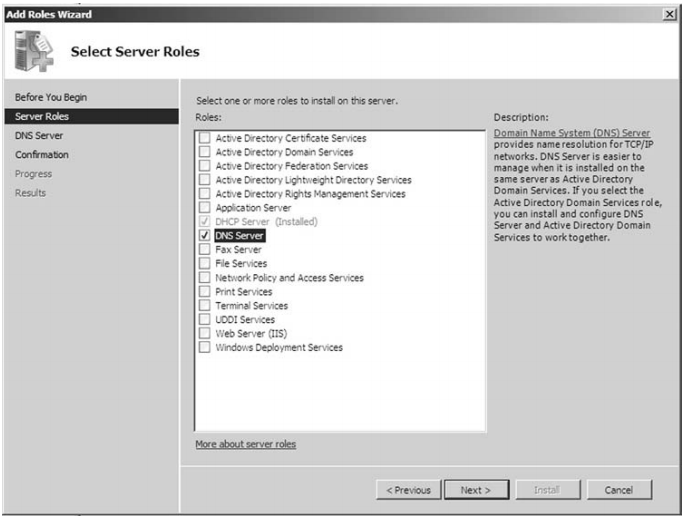 Add Roles Wizard
Select Server Roles
Before You Begin
Server Roles
DNS Server
Confirmation
Progress
Results
Select one or more roles to install on this server.
Roles:
Active Directory Certificate Services
Active Directory Domain Services
Active Directory Federation Services
Active Directory Lightweight Directory Services
Active Directory Rights Management Services
Application Server
DHCP Server (Installed)
DNS Server
Fax Server
File Services
Network Policy and Access Services
Print Services
Terminal Services
UDDI Services
Web Server (IIS)
Windows Deployment Services
More about server roles
Description:
Domain Name System (DNS) Server
provides name resolution for TCP/IP
networks. DNS Server is easier to
manage when it is installed on the
same server as Active Directory
Domain Services. If you select the
Active Directory Domain Services role,
you can install and configure DNS
Server and Active Directory Domain
Services to work together.
< Previous
Next >
Install
Cancel